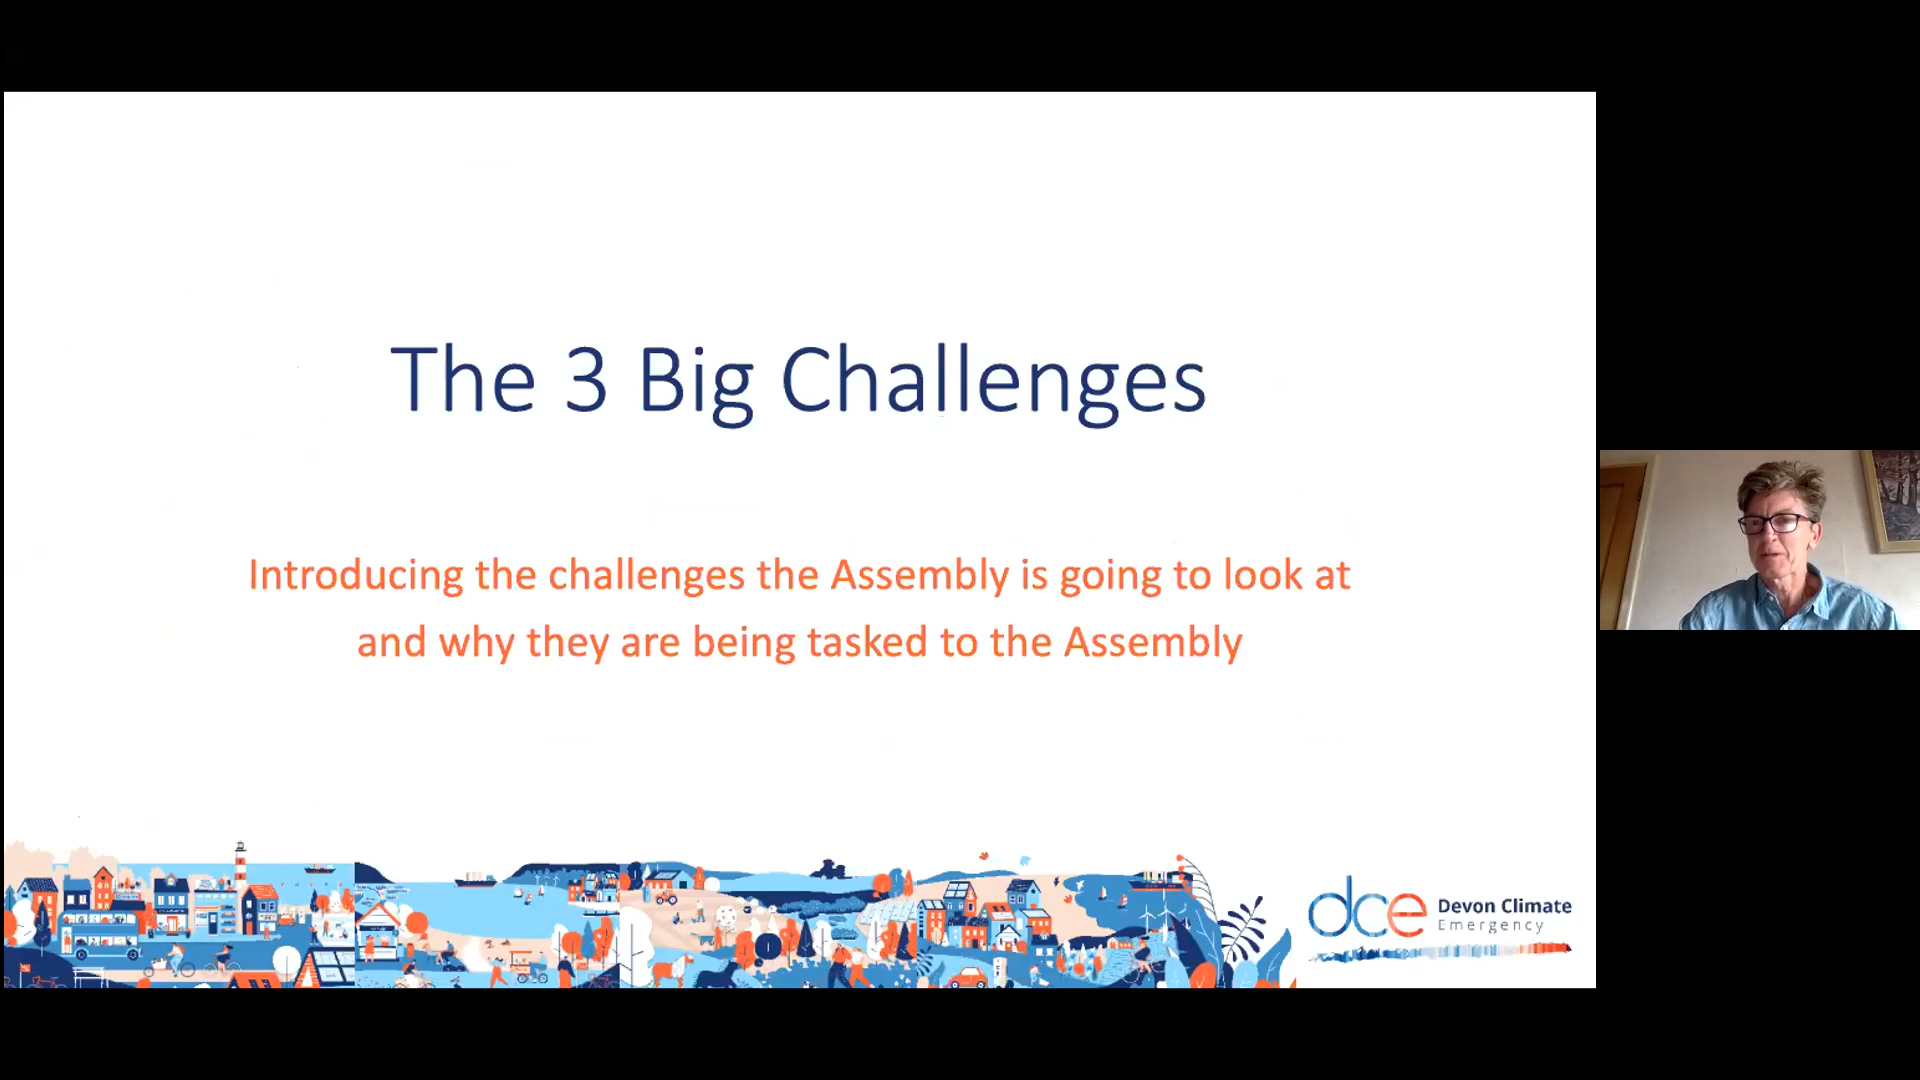 The 3 Big Challenges
Introducing the challenges the Assembly is going to look at
and why they are being tasked to the Assembly
dce
Devon Climate
Emergency